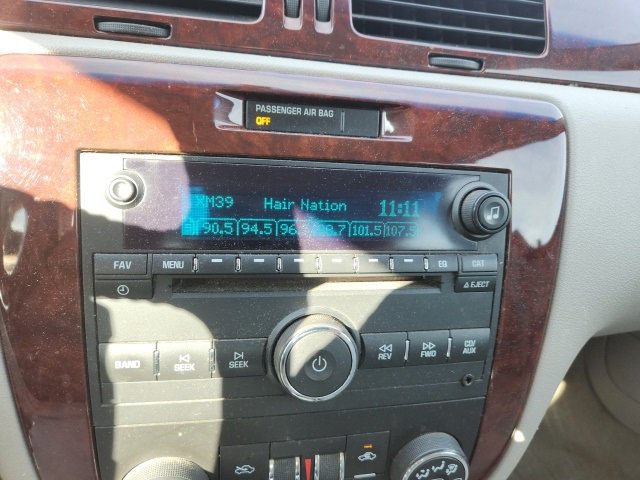 PASSENGER AIR BAG
OFF
XM39 Hair Nation 11:11
90.5 94.5 101.5 107.5
FAV MENU EQ CAT
EJECT
BAND SEEK SEEK REV FWD CD/
AUX